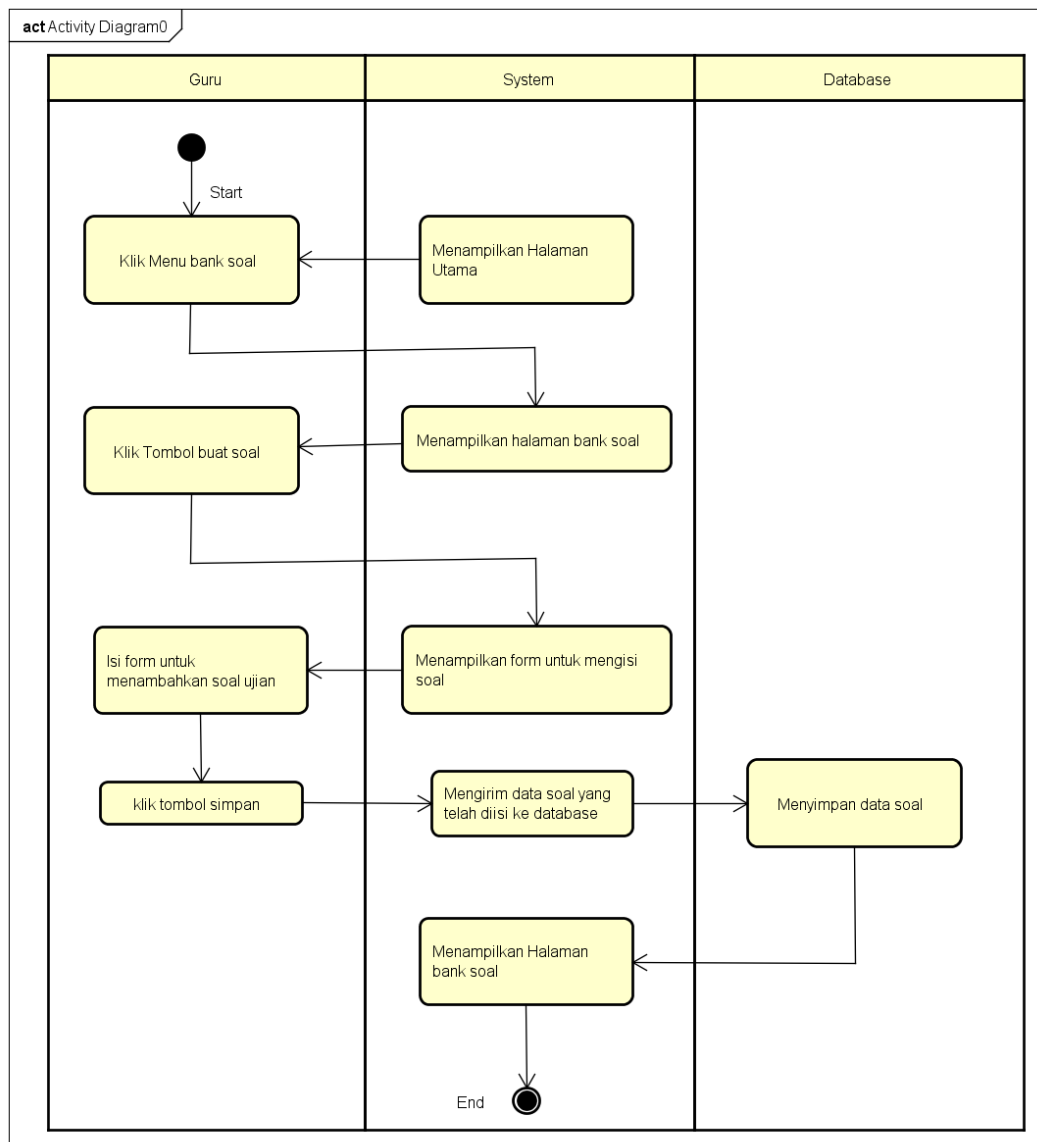 act Activity Diagram0
Guru
System
Database
Start
Klik Menu bank soal
Menampilkan Halaman
Utama
Klik Tombol buat soal
Menampilkan halaman bank soal
Isi form untuk
menambahkan soal ujian
Menampilkan form untuk mengisi
soal
klik tombol simpan
Mengirim data soal yang
telah diisi ke database
Menyimpan data soal
Menampilkan Halaman
bank soal
End